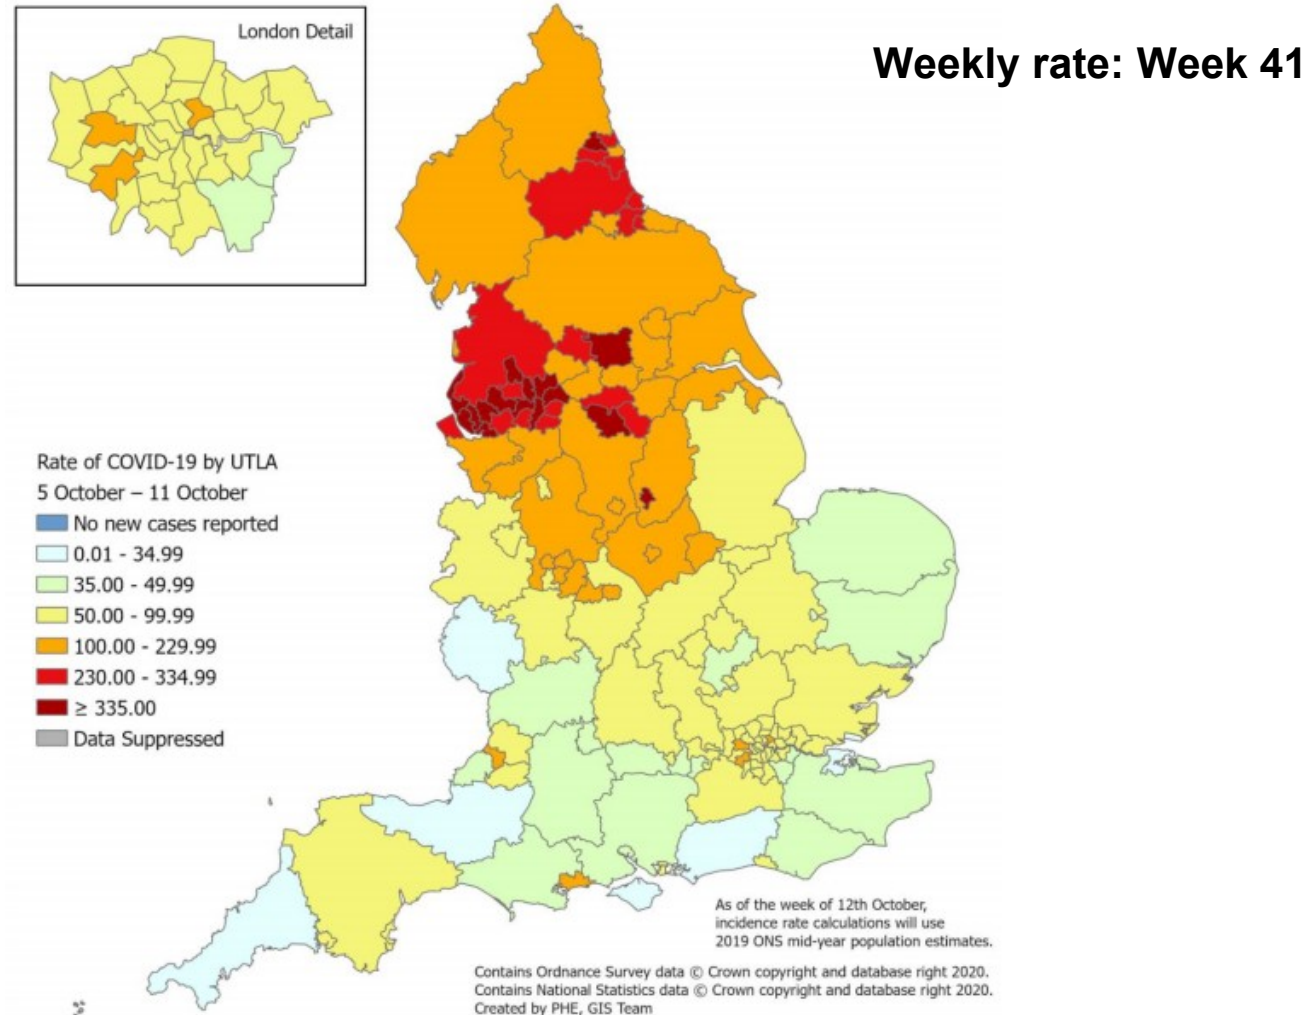 London Detail
Weekly rate: Week 41
Rate of COVID-19 by UTLA
5 October – 11 October
No new cases reported
0.01 - 34.99
35.00 - 49.99
50.00 - 99.99
100.00 - 229.99
230.00 - 334.99
≥ 335.00
Data Suppressed
As of the week of 12th October,
incidence rate calculations will use
2019 ONS mid-year population estimates.
Contains Ordnance Survey data © Crown copyright and database right 2020.
Contains National Statistics data © Crown copyright and database right 2020.
Created by PHE, GIS Team